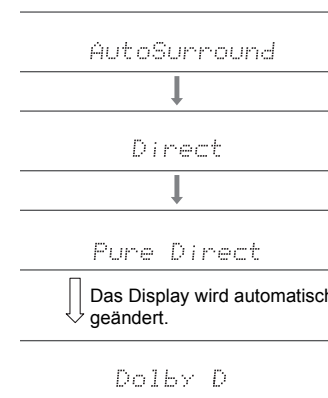 AutoSurround
Direct
Pure Direct
Das Display wird automatisch
geändert.
Dolby D